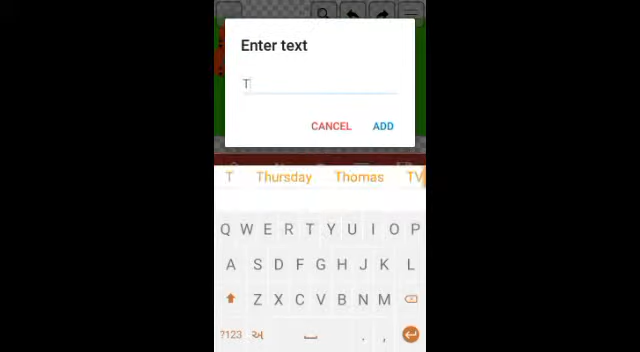 Enter text
T
CANCEL ADD
T Thursday Thomas TV
Q W E R T Y U I O P
A S D F G H J K L
Z X C V B N M
?123 અ . ,